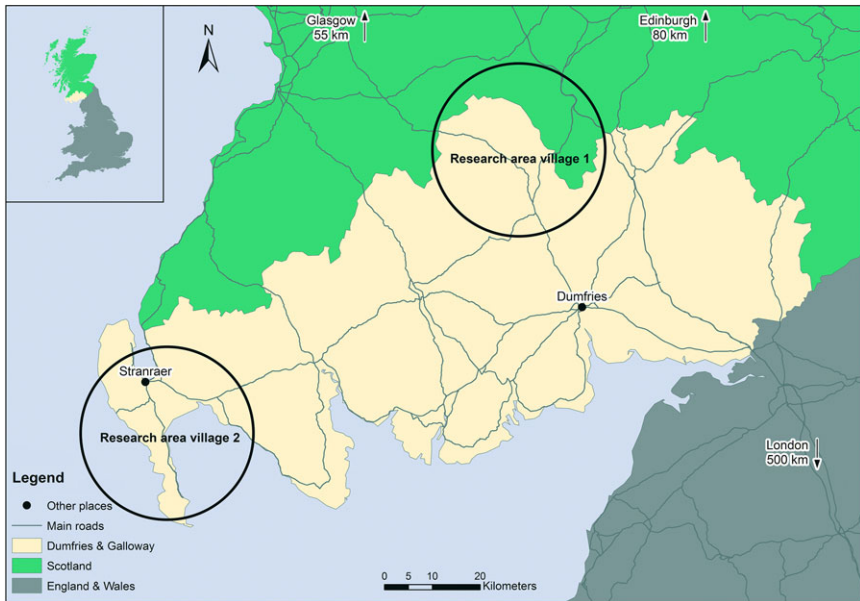 Glasgow
55 km
Edinburgh
80 km
N
Research area village 1
Dumfries
Stranraer
Research area village 2
London
500 km
Legend
Other places
Main roads
Dumfries & Galloway
Scotland
England & Wales
0 5 10 20
Kilometers